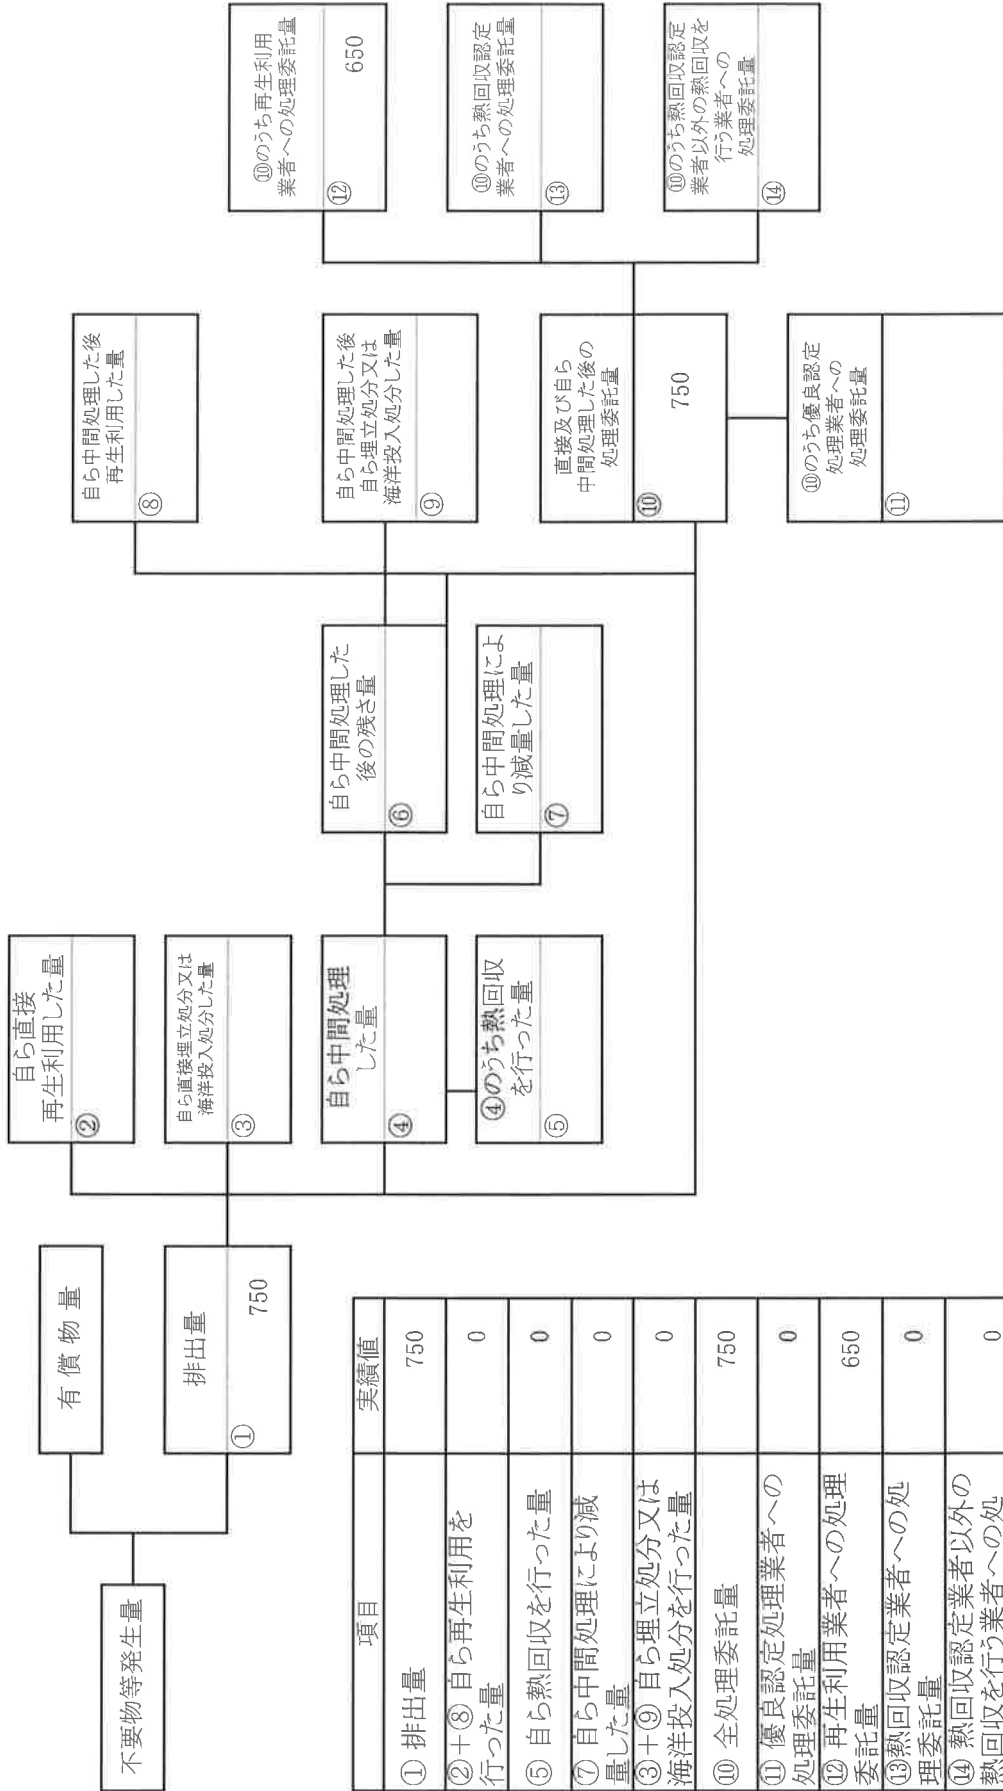 不要物等発生量
有償物量
排出量
①
750
自ら直接
再生利用した量
②
自ら直接埋立処分又は
海洋投入処分した量
③
自ら中間処理
した量
④
④のうち熱回収
を行った量
⑤
自ら中間処理した
後の残さ量
⑥
自ら中間処理によ
り減量した量
⑦
自ら中間処理した後
再生利用した量
⑧
自ら中間処理した後
自ら埋立処分又は
海洋投入処分した量
⑨
直接及び自ら
中間処理した後の
処理委託量
⑩
750
⑩のうち優良認定
処理業者への
処理委託量
⑪
⑩のうち再生利用
業者への処理委託量
⑫
650
⑩のうち熱回収認定
業者への処理委託量
⑬
⑩のうち熱回収認定
業者以外の熱回収を
行う業者への
処理委託量
⑭
項目 実績値
①排出量 750
②+⑧ 自ら再生利用を
行った量 0
⑤ 自ら熱回収を行った量 0
⑦ 自ら中間処理により減
量した量 0
③+⑨ 自ら埋立処分又は
海洋投入処分を行った量 0
⑩ 全処理委託量 750
⑪ 優良認定処理業者への
処理委託量 0
⑫ 再生利用業者への処理
委託量 650
⑬熱回収認定業者への処
理委託量 0
⑭ 熱回収認定業者以外の
熱回収を行う業者への処 0